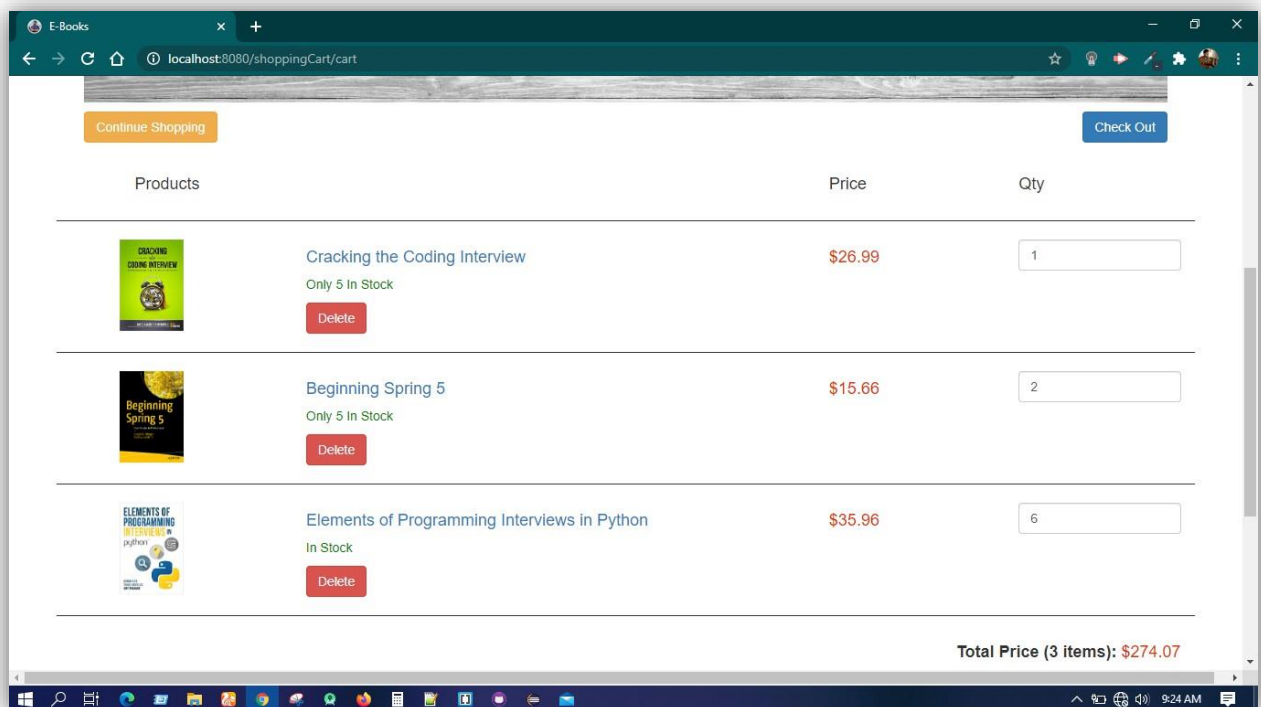 E-Books
localhost:8080/shoppingCart/cart
Continue Shopping
Check Out
Products Price Qty
CRACKING
CODING INTERVIEW
Cracking the Coding Interview $26.99 1
Only 5 In Stock
Delete
Beginning
Spring 5
Beginning Spring 5 $15.66 2
Only 5 In Stock
Delete
ELEMENTS OF
PROGRAMMING
INTERVIEWS IN
python
Elements of Programming Interviews in Python $35.96 6
In Stock
Delete
Total Price (3 items): $274.07
9:24 AM